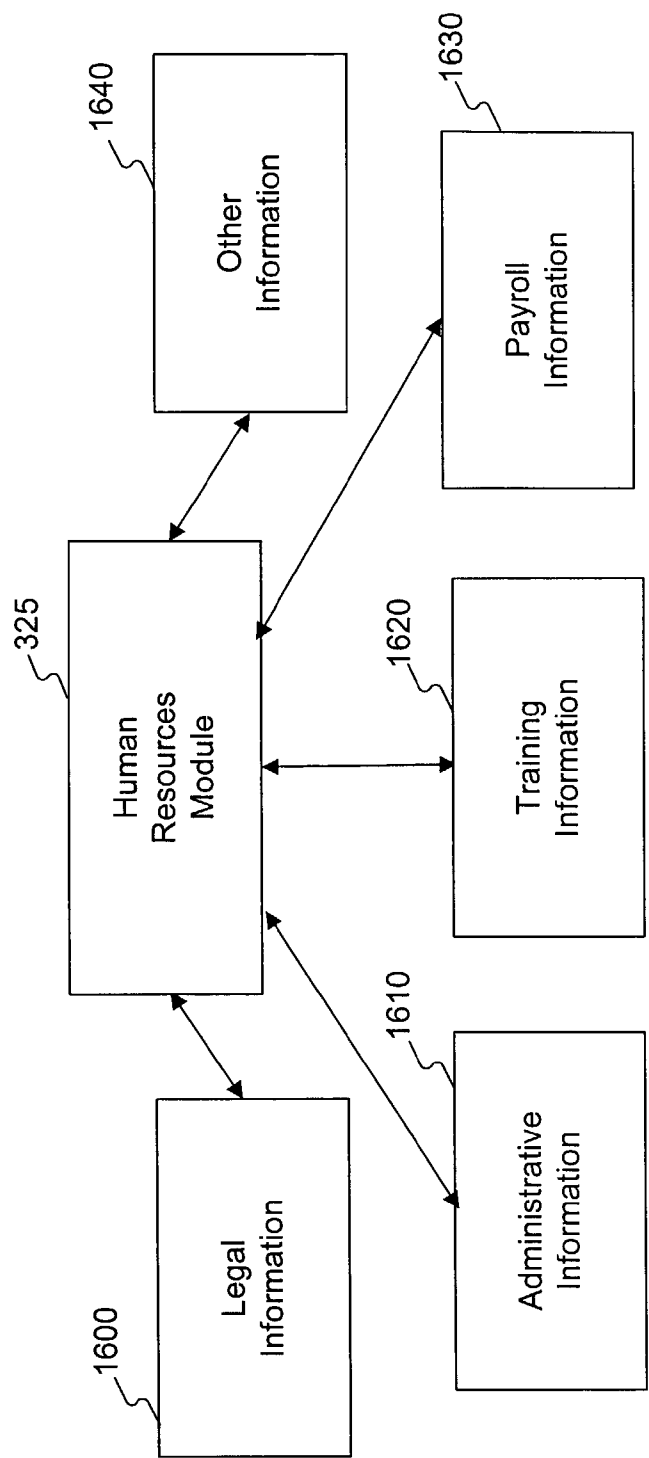 325
Human
Resources
Module
1600
Legal
Information
1640
Other
Information
1610
Administrative
Information
1620
Training
Information
1630
Payroll
Information